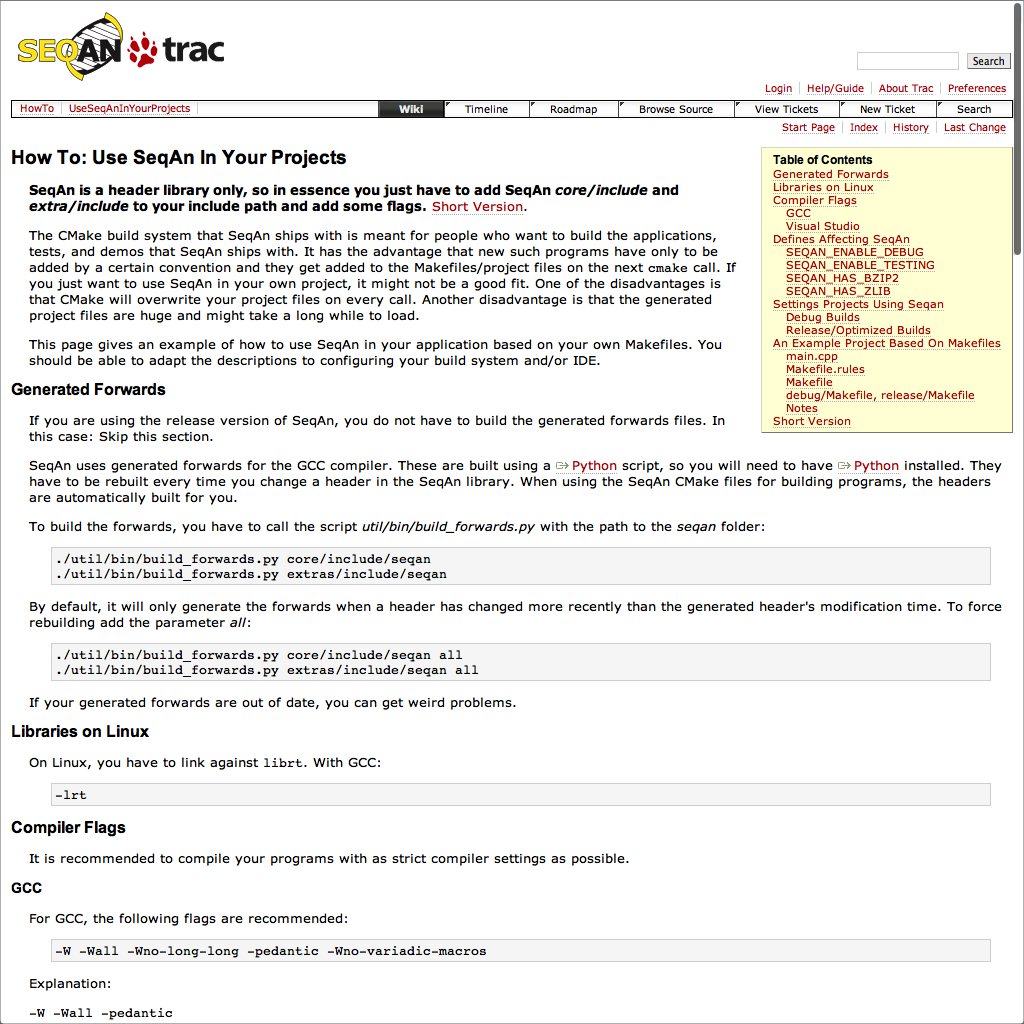 SEQAN trac
Search
Login Help/Guide About Trac Preferences
HowTo UseSeqAnInYourProjects Wiki Timeline Roadmap Browse Source View Tickets New Ticket Search
Start Page Index History Last Change
How To: Use SeqAn In Your Projects
SeqAn is a header library only, so in essence you just have to add SeqAn core/include and
extra/include to your include path and add some flags. Short Version.
The CMake build system that SeqAn ships with is meant for people who want to build the applications,
tests, and demos that SeqAn ships with. It has the advantage that new such programs have only to be
added by a certain convention and they get added to the Makefiles/project files on the next cmake call. If
you just want to use SeqAn in your own project, it might not be a good fit. One of the disadvantages is
that CMake will overwrite your project files on every call. Another disadvantage is that the generated
project files are huge and might take a long while to load.
This page gives an example of how to use SeqAn in your application based on your own Makefiles. You
should be able to adapt the descriptions to configuring your build system and/or IDE.
Table of Contents
Generated Forwards
Libraries on Linux
Compiler Flags
GCC
Visual Studio
Defines Affecting SeqAn
SEQAN_ENABLE_DEBUG
SEQAN_ENABLE_TESTING
SEQAN_HAS_BZIP2
SEQAN_HAS_ZLIB
Settings Projects Using Seqan
Debug Builds
Release/Optimized Builds
An Example Project Based On Makefiles
main.cpp
Makefile.rules
Makefile
debug/Makefile, release/Makefile
Notes
Short Version
Generated Forwards
If you are using the release version of SeqAn, you do not have to build the generated forwards files. In
this case: Skip this section.
SeqAn uses generated forwards for the GCC compiler. These are built using a Python script, so you will need to have Python installed. They
have to be rebuilt every time you change a header in the SeqAn library. When using the SeqAn CMake files for building programs, the headers
are automatically built for you.
To build the forwards, you have to call the script util/bin/build_forwards.py with the path to the seqan folder:
./util/bin/build_forwards.py core/include/seqan
./util/bin/build_forwards.py extras/include/seqan
By default, it will only generate the forwards when a header has changed more recently than the generated header's modification time. To force
rebuilding add the parameter all:
./util/bin/build_forwards.py core/include/seqan all
./util/bin/build_forwards.py extras/include/seqan all
If your generated forwards are out of date, you can get weird problems.
Libraries on Linux
On Linux, you have to link against librt. With GCC:
-lrt
Compiler Flags
It is recommended to compile your programs with as strict compiler settings as possible.
GCC
For GCC, the following flags are recommended:
-W -Wall -Wno-long-long -pedantic -Wno-variadic-macros
Explanation:
-W -Wall -pedantic